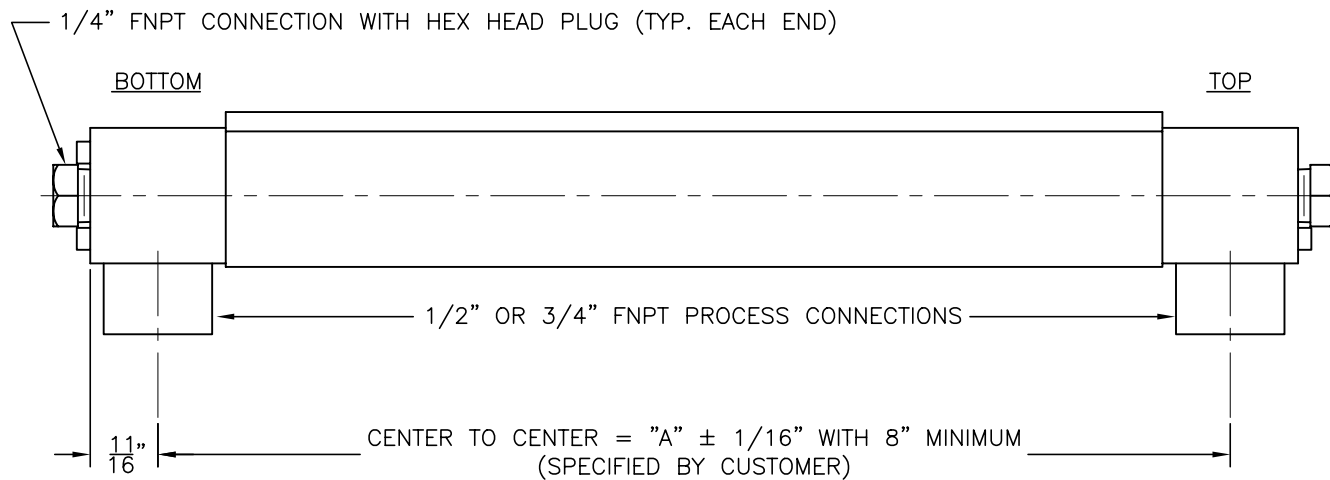 1/4” FNPT CONNECTION WITH HEX HEAD PLUG (TYP. EACH END)
BOTTOM
TOP
1/2” OR 3/4” FNPT PROCESS CONNECTIONS
11/16”
CENTER TO CENTER = ”A” ± 1/16” WITH 8” MINIMUM
(SPECIFIED BY CUSTOMER)